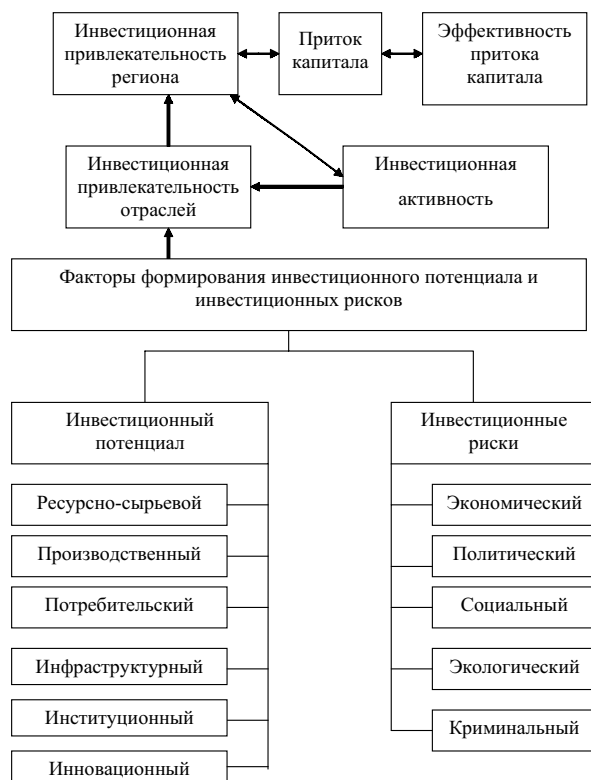 Инвестиционная
привлекательность
региона
Приток
капитала
Эффективность
притока
капитала
Инвестиционная
привлекательность
отраслей
Инвестиционная
активность
Факторы формирования инвестиционного потенциала и
инвестиционных рисков
Инвестиционный
потенциал
Инвестиционные
риски
Ресурсно-сырьевой
Экономический
Производственный
Политический
Потребительский
Социальный
Инфраструктурный
Экологический
Институционный
Криминальный
Инновационный